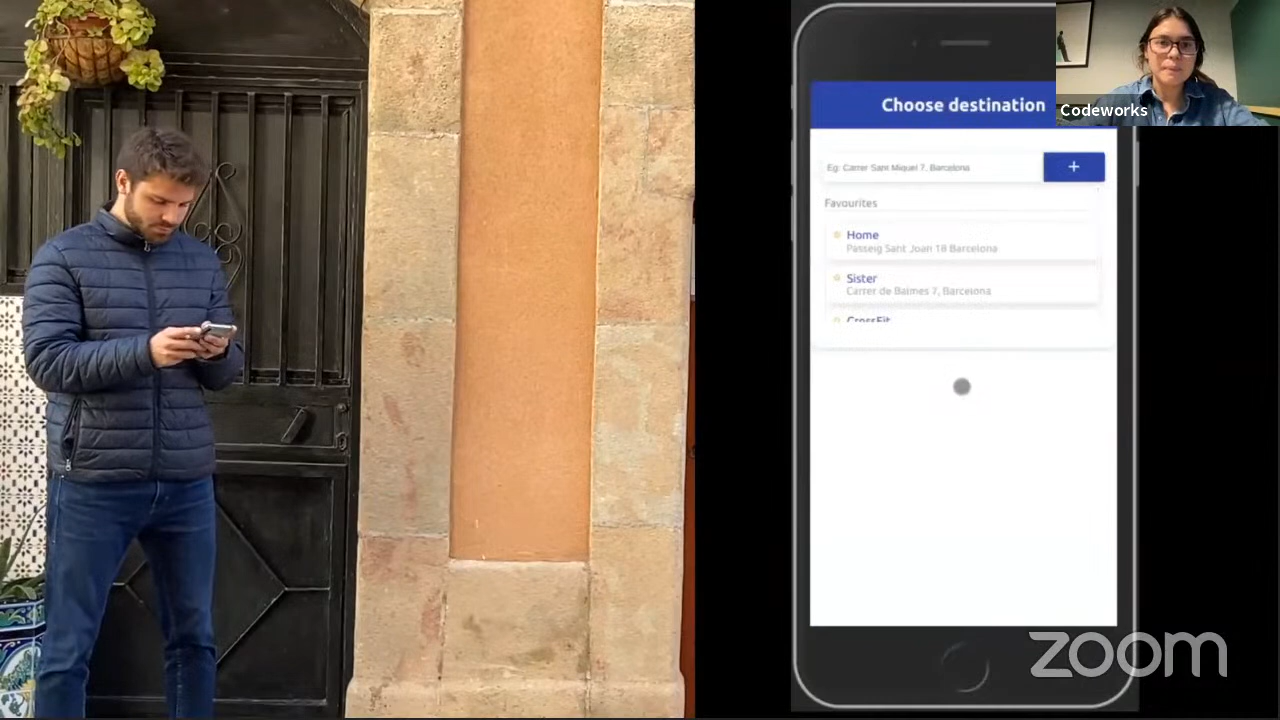 Choose destination
Codeworks
Eg: Carrer Sant Miquel 7, Barcelona
+
Favourites
Home
Passeig Sant Joan 18 Barcelona
Sister
Carrer de Balmes 7, Barcelona
CrossFit
zoom